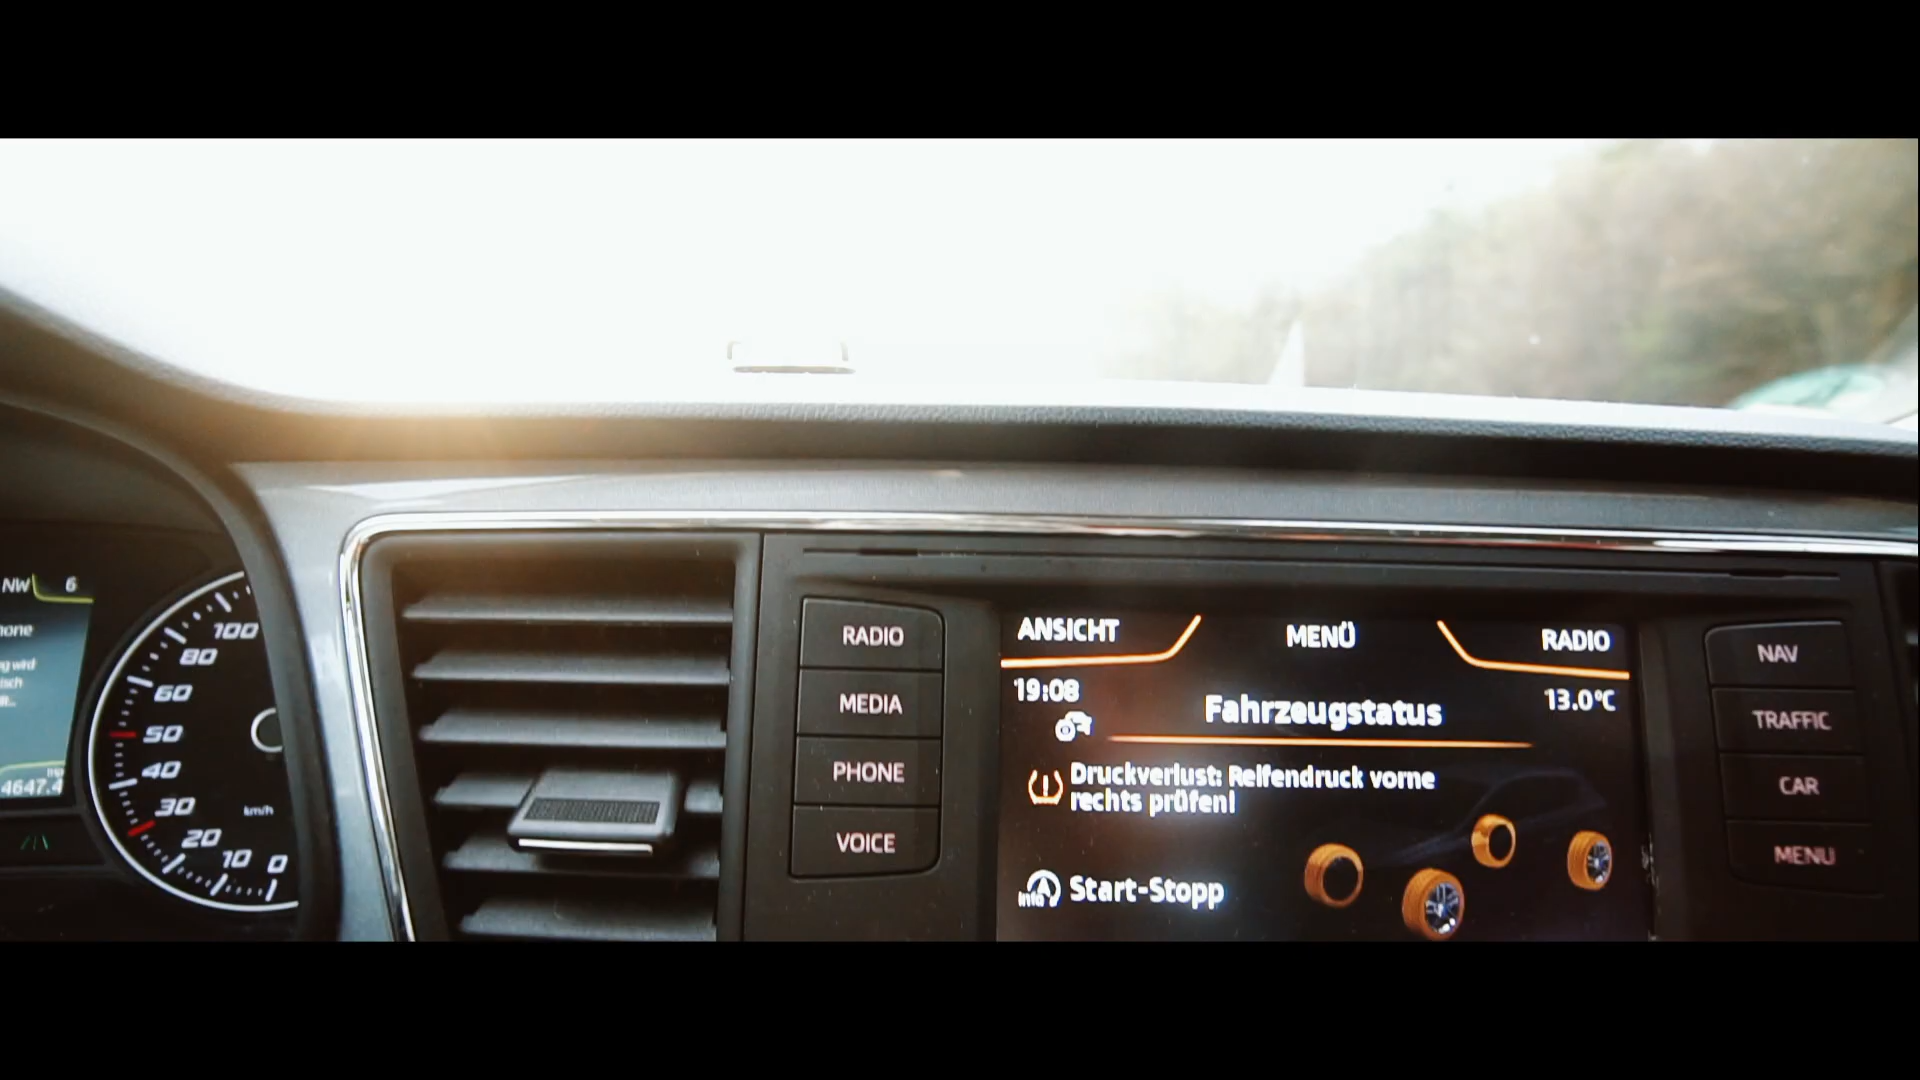 NW 6
100
80
60
50
40
30
20
10
0
km/h
4647.4
RADIO
MEDIA
PHONE
VOICE
ANSICHT
MENÜ
RADIO
19:08
Fahrzeugstatus
13.0°C
Druckverlust: Reifendruck vorne
rechts prüfen!
Info
Start-Stopp
NAV
TRAFFIC
CAR
MENU